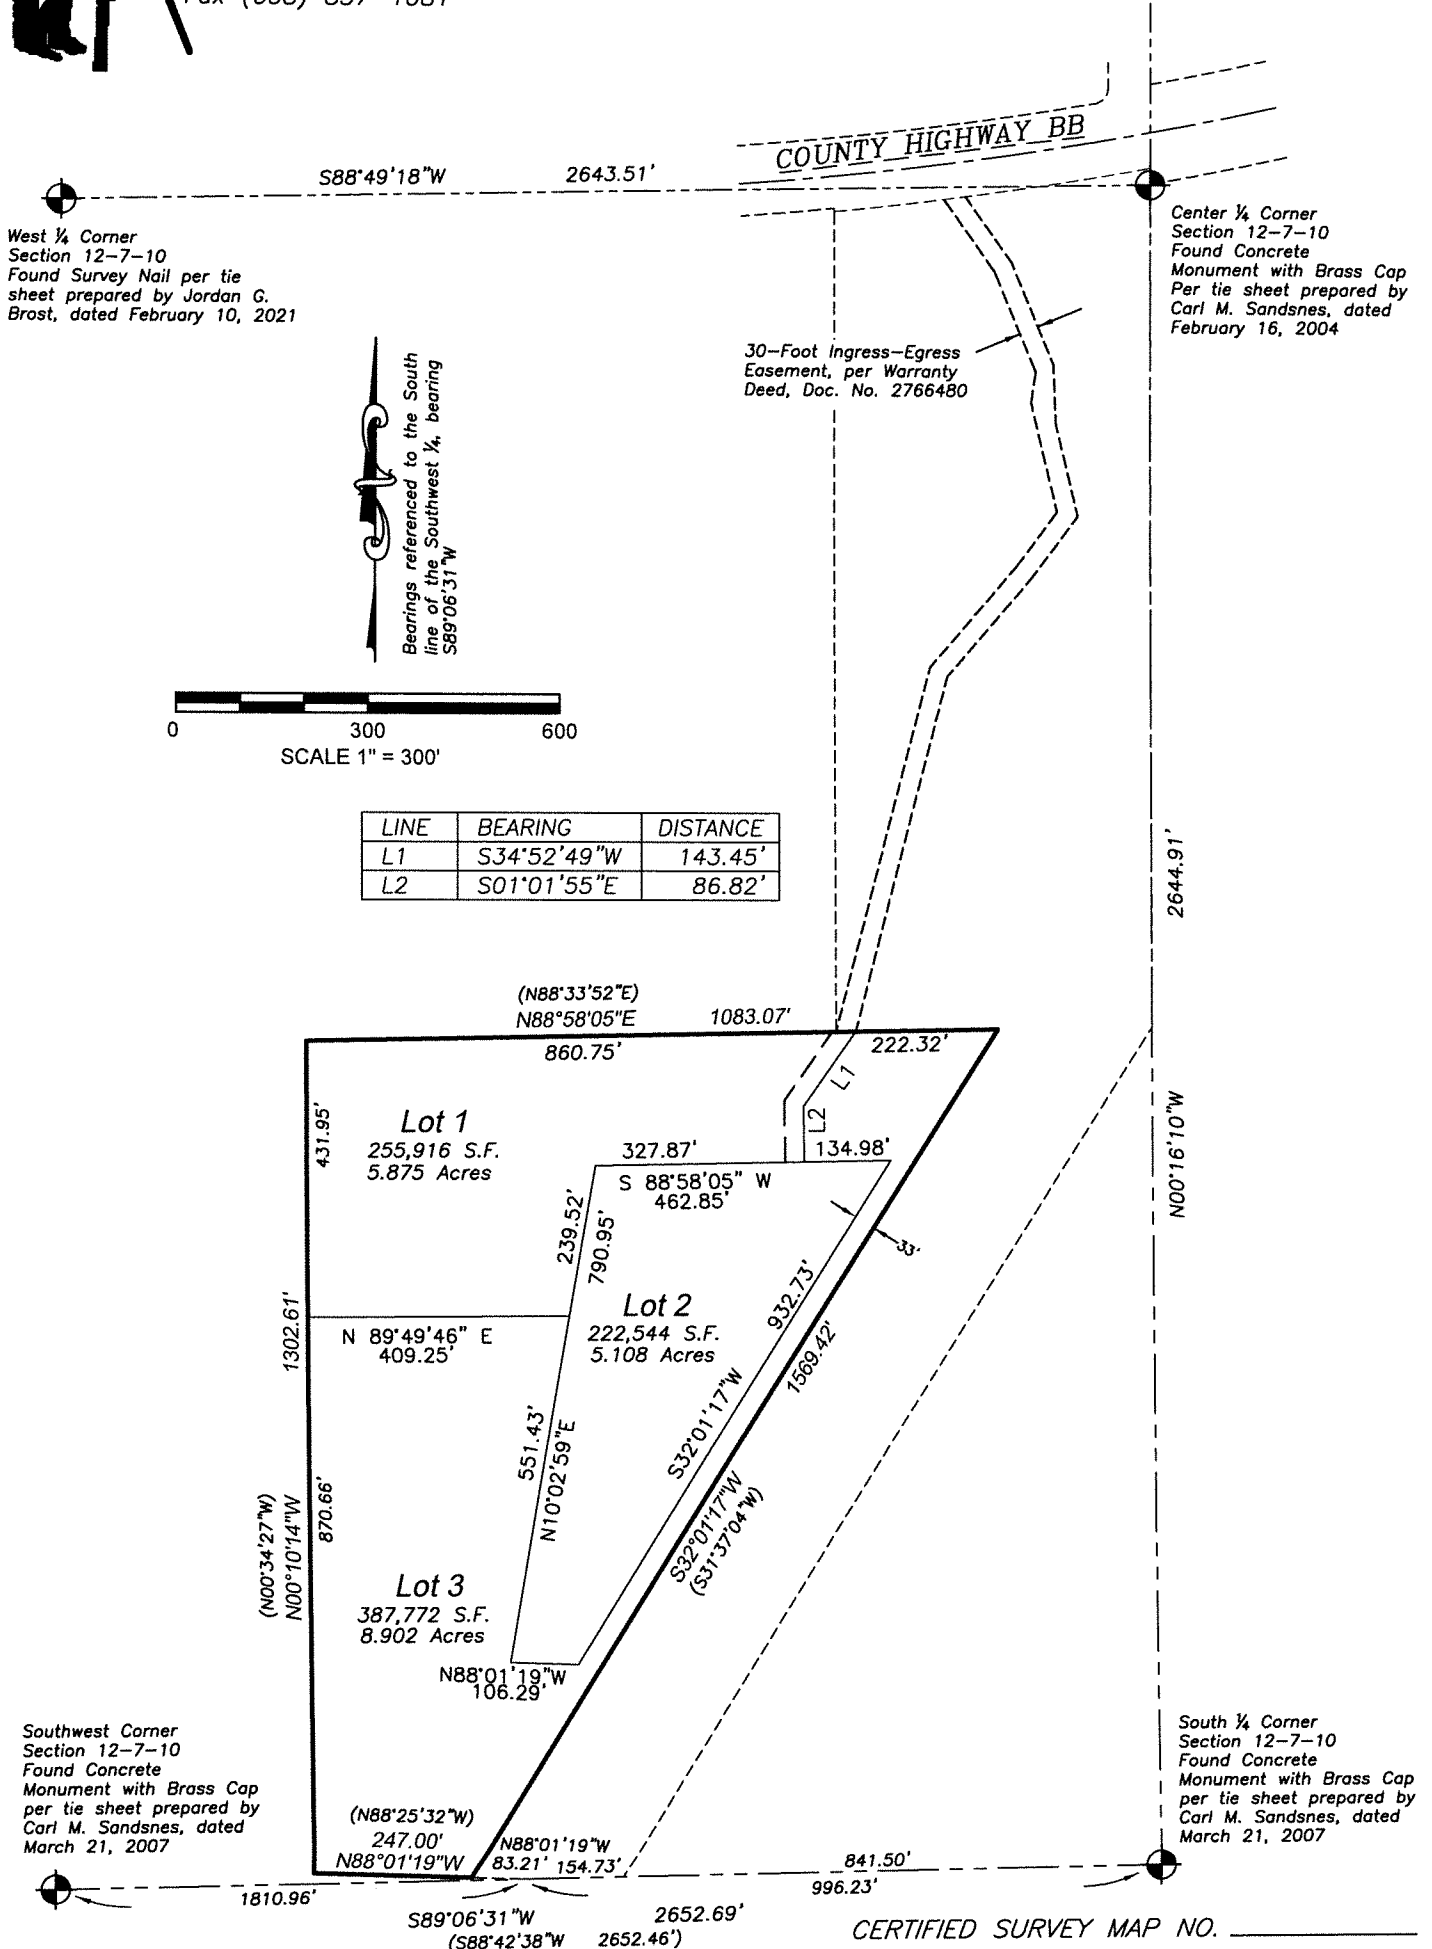 Fax (608) 837-1081
COUNTY HIGHWAY BB
S88°49'18"W 2643.51'
West ¼ Corner
Section 12-7-10
Found Survey Nail per tie
sheet prepared by Jordan G.
Brost, dated February 10, 2021
Center ¼ Corner
Section 12-7-10
Found Concrete
Monument with Brass Cap
Per tie sheet prepared by
Carl M. Sandsnes, dated
February 16, 2004
30-Foot Ingress-Egress
Easement, per Warranty
Deed, Doc. No. 2766480
Bearings referenced to the South
line of the Southwest ¼, bearing
S89°06'31"W
0 300 600
SCALE 1" = 300'
LINE BEARING DISTANCE
L1 S34°52'49"W 143.45'
L2 S01°01'55"E 86.82'
2644.91'
N00°16'10"W
(N88°33'52"E)
N88°58'05"E 1083.07'
860.75'
222.32'
L1
L2
431.95'
Lot 1
255,916 S.F.
5.875 Acres
327.87'
134.98'
S 88°58'05" W
462.85'
239.52'
790.95'
33'
1302.61'
N 89°49'46" E
409.25'
Lot 2
222,544 S.F.
5.108 Acres
932.73'
1569.42'
S32°01'17"W
551.43'
N10°02'59"E
S32°01'17"W
(S31°37'04"W)
(N00°34'27"W)
N00°10'14"W
870.66'
Lot 3
387,772 S.F.
8.902 Acres
N88°01'19"W
106.29'
Southwest Corner
Section 12-7-10
Found Concrete
Monument with Brass Cap
per tie sheet prepared by
Carl M. Sandsnes, dated
March 21, 2007
South ¼ Corner
Section 12-7-10
Found Concrete
Monument with Brass Cap
per tie sheet prepared by
Carl M. Sandsnes, dated
March 21, 2007
(N88°25'32"W)
247.00'
N88°01'19"W
N88°01'19"W
83.21' 154.73'
841.50'
996.23'
1810.96'
S89°06'31"W 2652.69'
(S88°42'38"W 2652.46')
CERTIFIED SURVEY MAP NO.